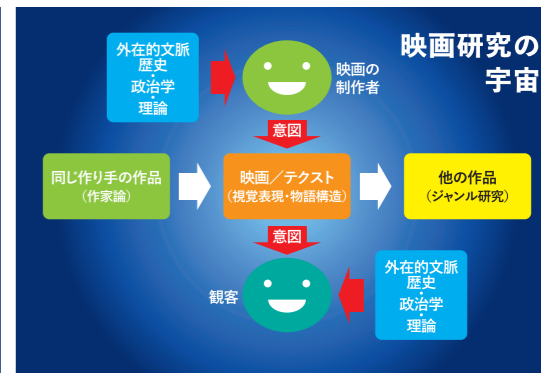 映画研究の
宇宙
外在的文脈
歴史
・
政治学
・
理論
映画の
制作者
意図
同じ作り手の作品
（作家論）
映画／テクスト
（視覚表現・物語構造）
他の作品
（ジャンル研究）
意図
観客
外在的文脈
歴史
・
政治学
・
理論